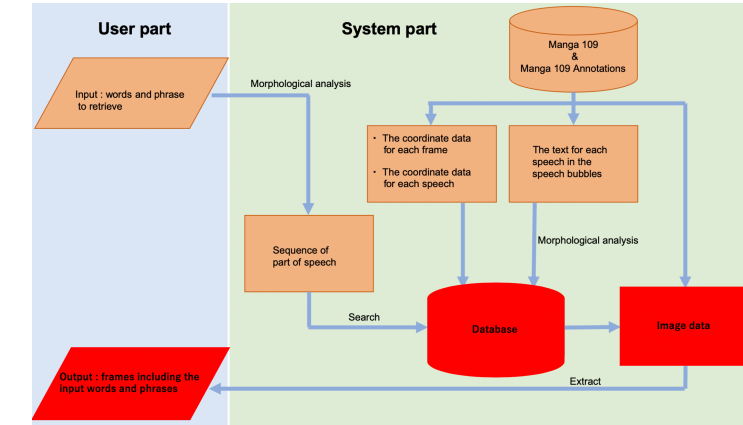 User part
System part
Manga 109
&
Manga 109 Annotations
Input : words and phrase
to retrieve
Morphological analysis
・ The coordinate data
for each frame
・ The coordinate data
for each speech
The text for each
speech in the
speech bubbles
Sequence of
part of speech
Morphological analysis
Search
Database
Image data
Output : frames including the
input words and phrases
Extract